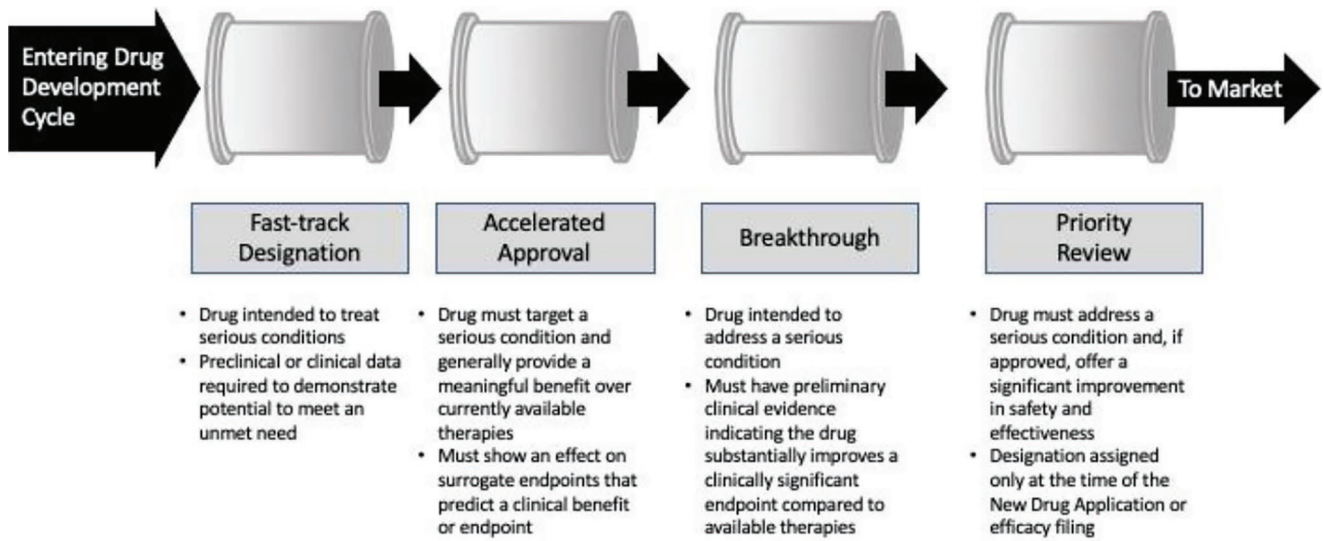 Entering Drug
Development
Cycle
To Market
Fast-track
Designation
• Drug intended to treat
serious conditions
• Preclinical or clinical data
required to demonstrate
potential to meet an
unmet need
Accelerated
Approval
• Drug must target a
serious condition and
generally provide a
meaningful benefit over
currently available
therapies
• Must show an effect on
surrogate endpoints that
predict a clinical benefit
or endpoint
Breakthrough
• Drug intended to
address a serious
condition
• Must have preliminary
clinical evidence
indicating the drug
substantially improves a
clinically significant
endpoint compared to
available therapies
Priority
Review
• Drug must address a
serious condition and, if
approved, offer a
significant improvement
in safety and
effectiveness
• Designation assigned
only at the time of the
New Drug Application or
efficacy filing